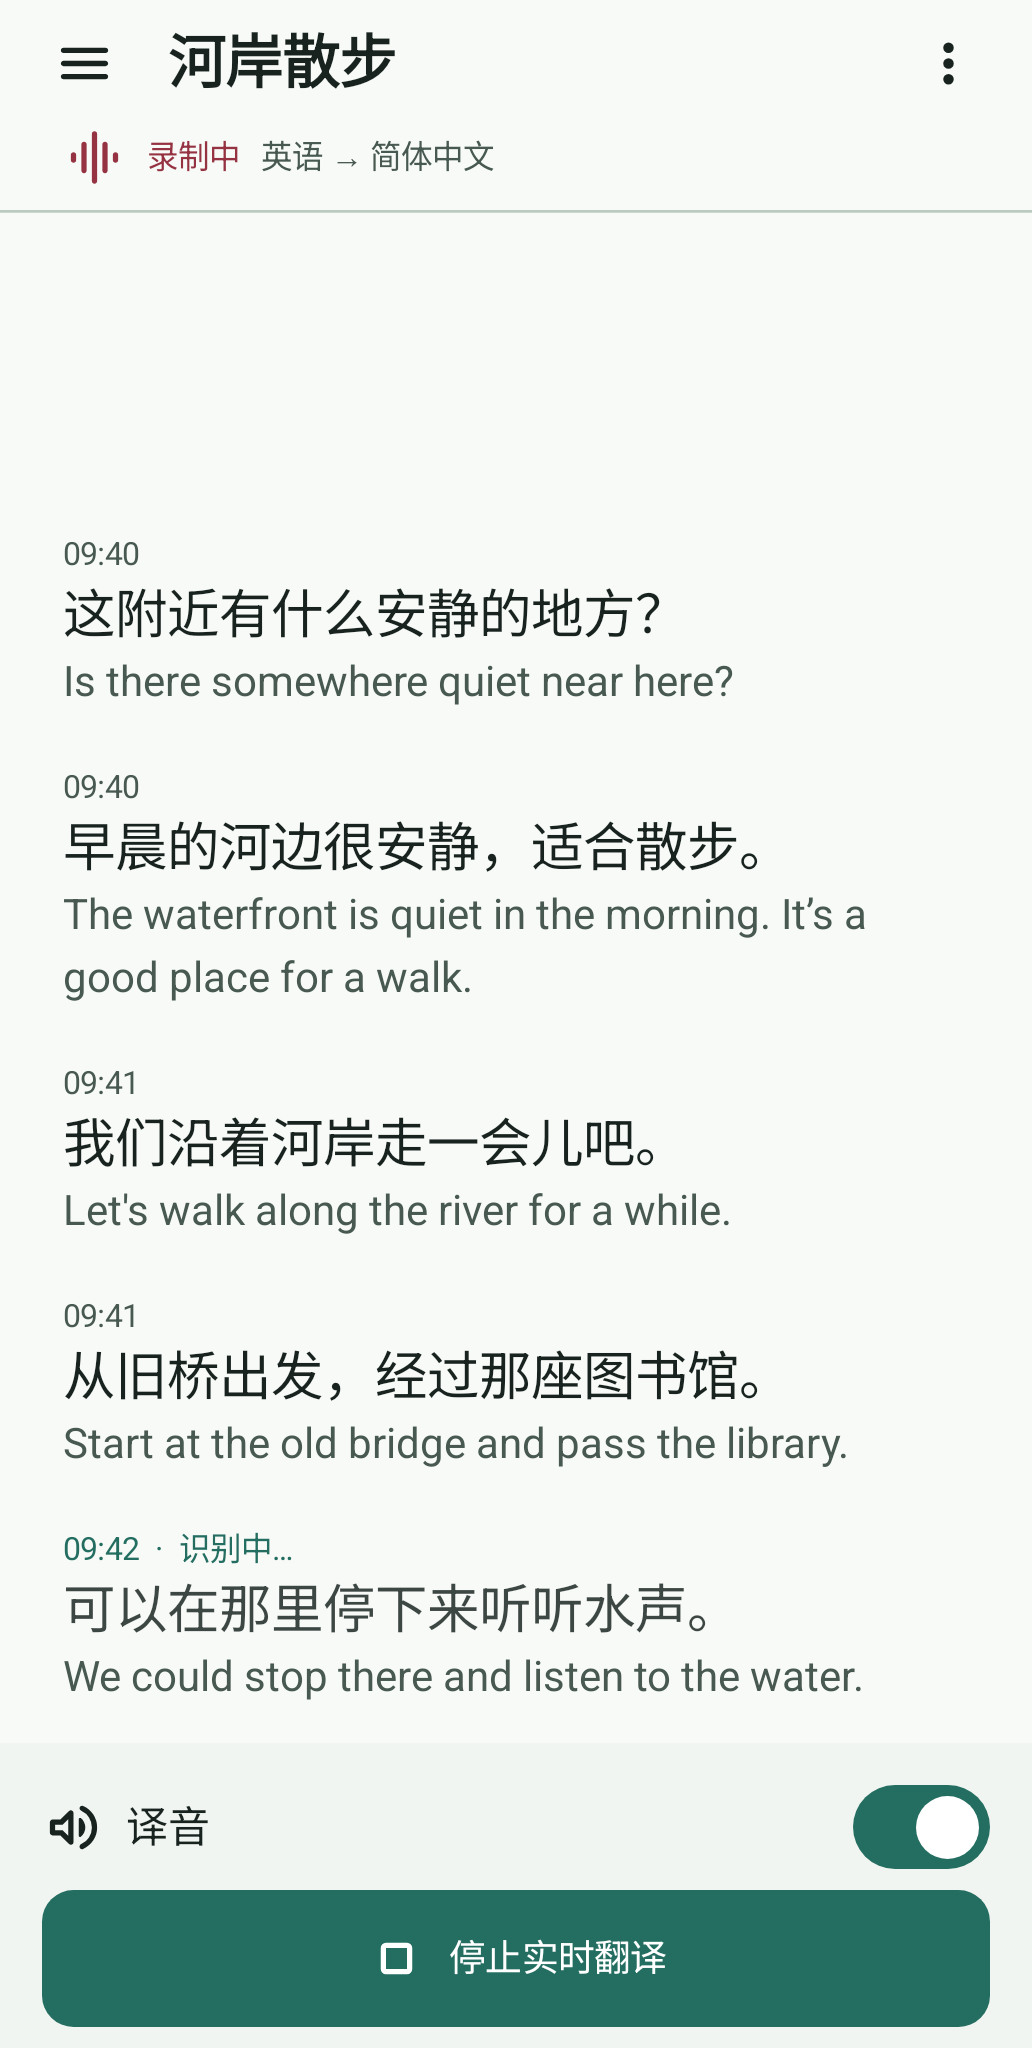 河岸散步
录制中 英语 → 简体中文
09:40
这附近有什么安静的地方？
Is there somewhere quiet near here?
09:40
早晨的河边很安静，适合散步。
The waterfront is quiet in the morning. It’s a
good place for a walk.
09:41
我们沿着河岸走一会儿吧。
Let's walk along the river for a while.
09:41
从旧桥出发，经过那座图书馆。
Start at the old bridge and pass the library.
09:42 · 识别中…
可以在那里停下来听听水声。
We could stop there and listen to the water.
译音
停止实时翻译